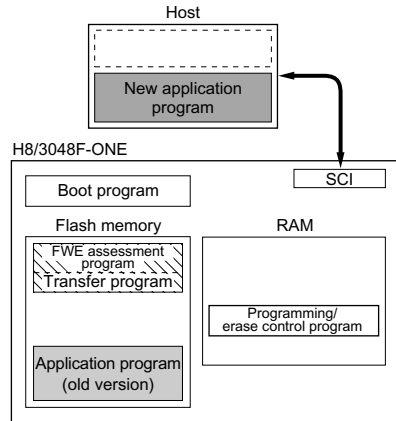 Host
New application
program
H8/3048F-ONE
SCI
Boot program
Flash memory
RAM
FWE assessment
program
Transfer program
Programming/
erase control program
Application program
(old version)